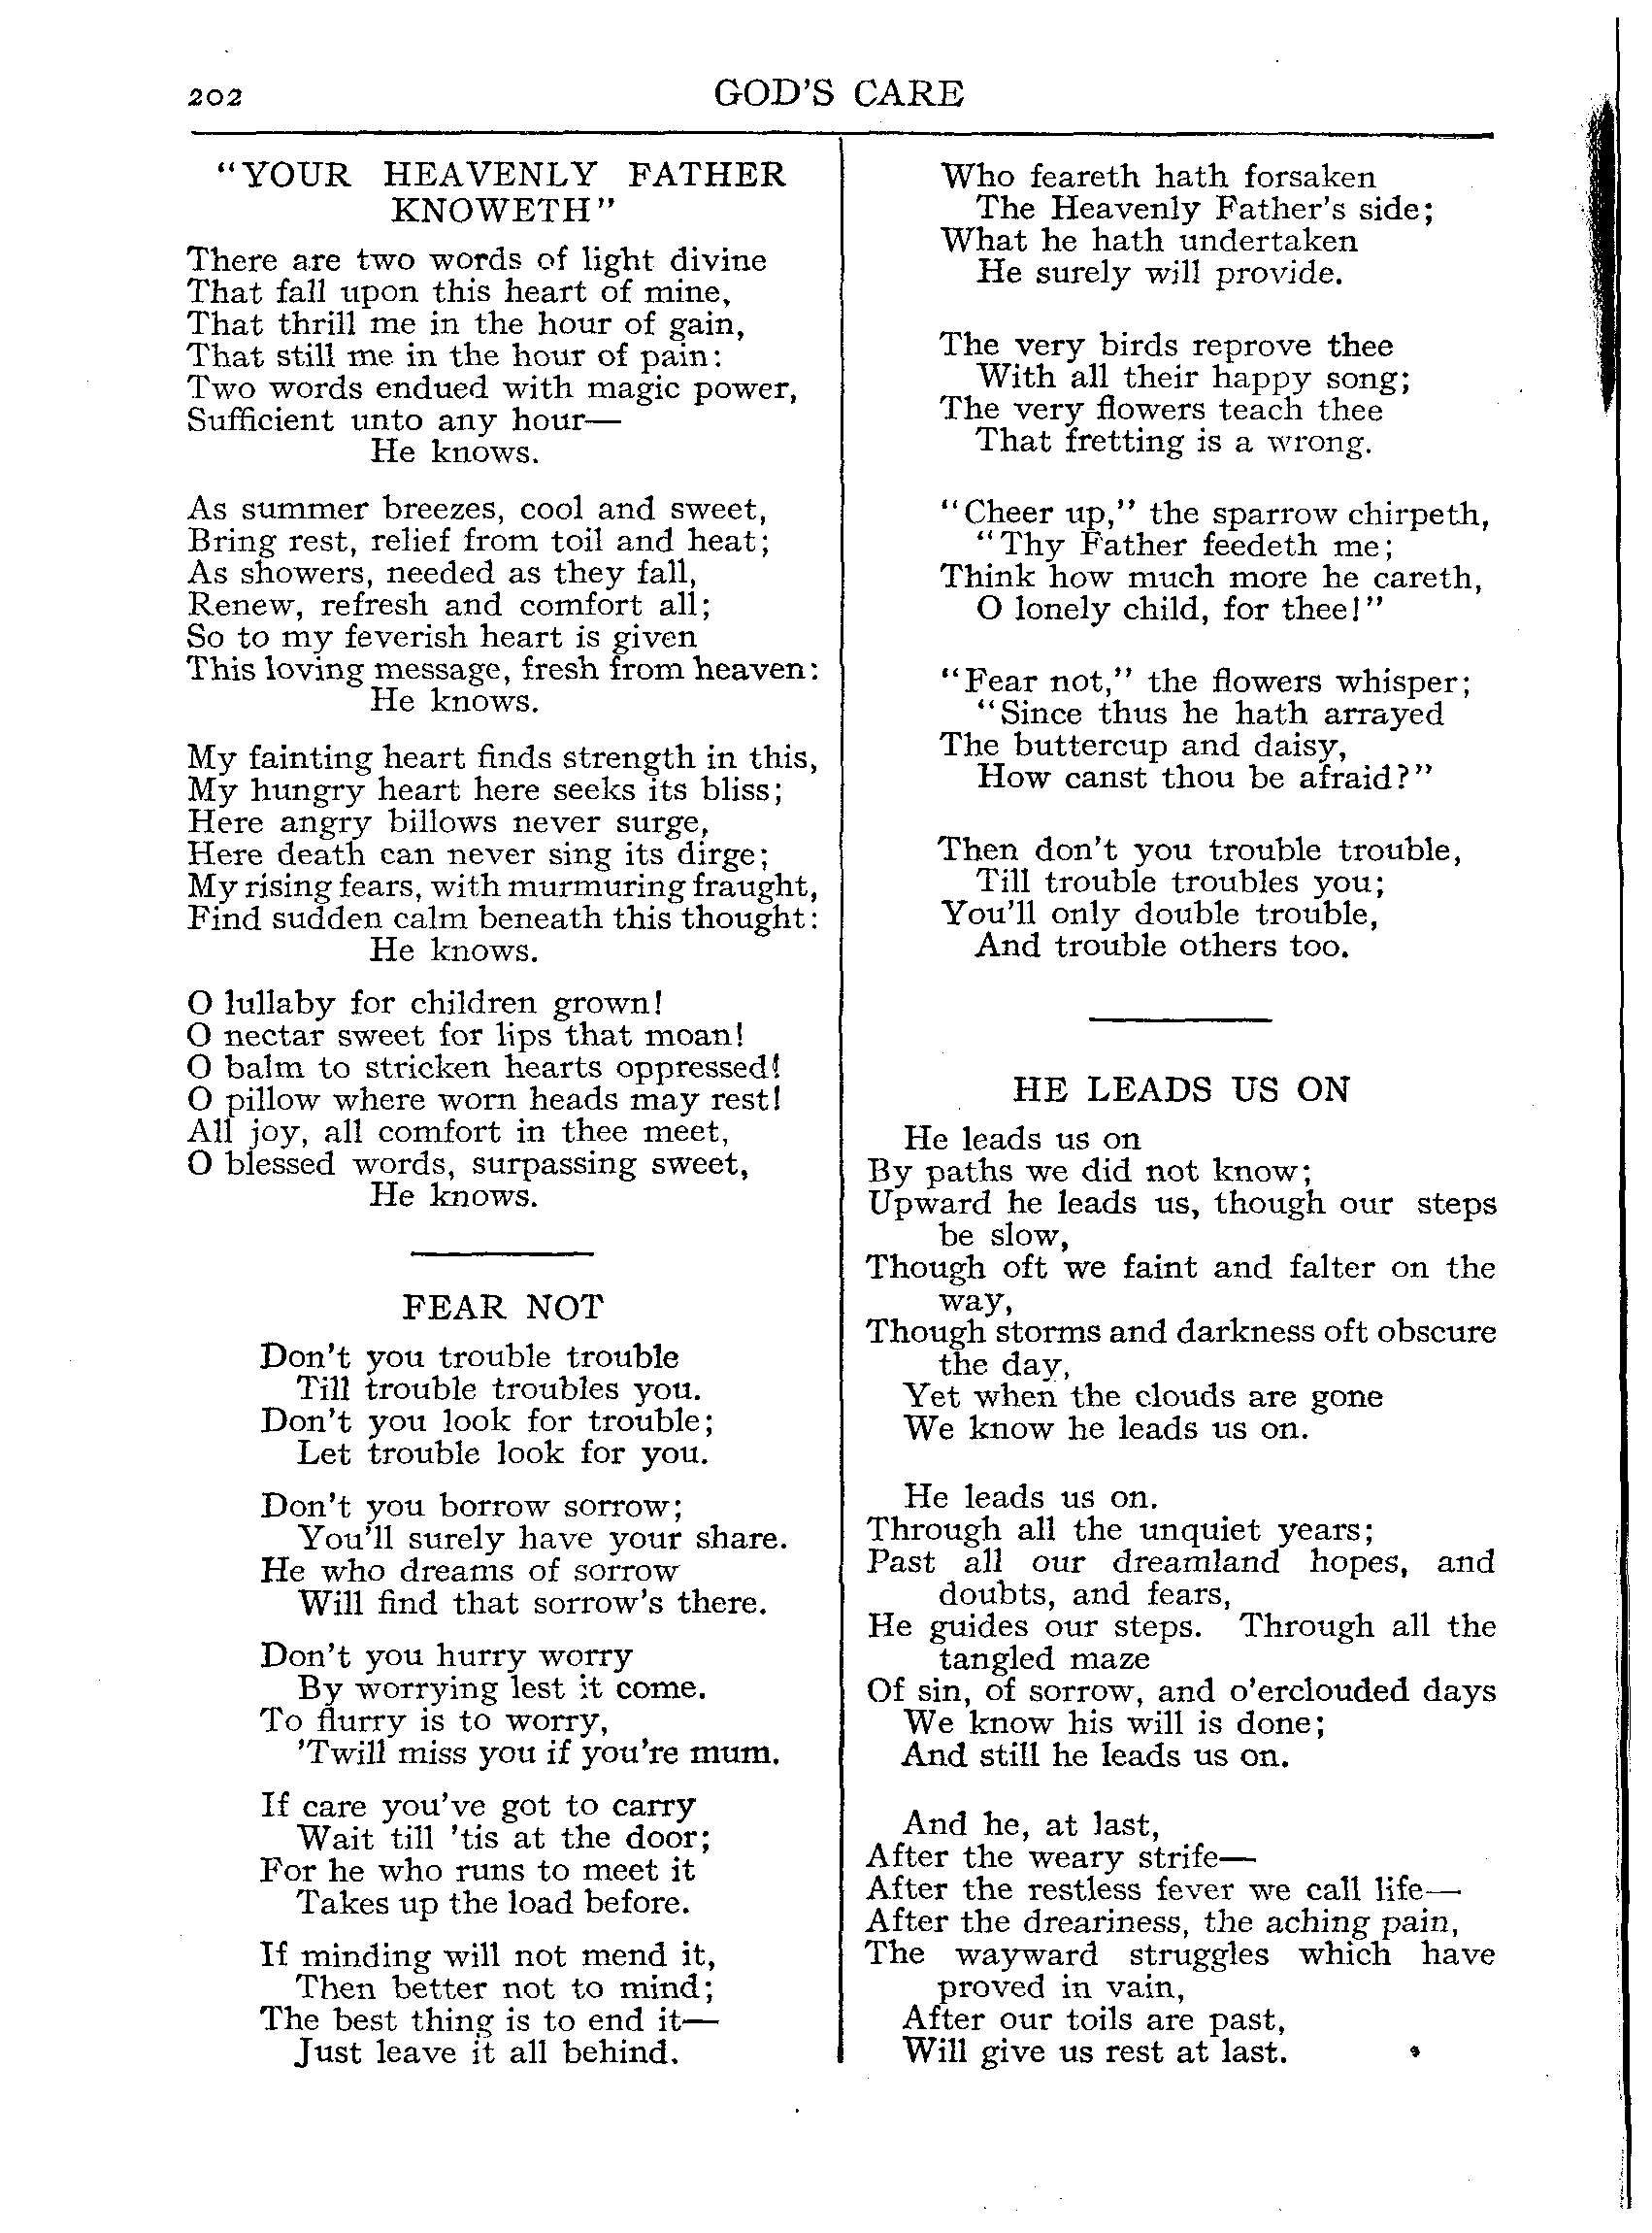 202
GOD'S CARE
"YOUR HEAVENLY FATHER
KNOWETH"
There are two words of light divine
That fall upon this heart of mine,
That thrill me in the hour of gain,
That still me in the hour of pain:
Two words endued with magic power,
Sufficient unto any hour—
He knows.
As summer breezes, cool and sweet,
Bring rest, relief from toil and heat;
As showers, needed as they fall,
Renew, refresh and comfort all;
So to my feverish heart is given
This loving message, fresh from heaven:
He knows.
My fainting heart finds strength in this,
My hungry heart here seeks its bliss;
Here angry billows never surge,
Here death can never sing its dirge;
My rising fears, with murmuring fraught,
Find sudden calm beneath this thought:
He knows.
O lullaby for children grown!
O nectar sweet for lips that moan!
O balm to stricken hearts oppressed!
O pillow where worn heads may rest!
All joy, all comfort in thee meet,
O blessed words, surpassing sweet,
He knows.
FEAR NOT
Don't you trouble trouble
Till trouble troubles you.
Don't you look for trouble;
Let trouble look for you.
Don't you borrow sorrow;
You'll surely have your share.
He who dreams of sorrow
Will find that sorrow's there.
Don't you hurry worry
By worrying lest it come.
To flurry is to worry,
'Twill miss you if you're mum.
If care you've got to carry
Wait till 'tis at the door;
For he who runs to meet it
Takes up the load before.
If minding will not mend it,
Then better not to mind;
The best thing is to end it—
Just leave it all behind.
Who feareth hath forsaken
The Heavenly Father's side;
What he hath undertaken
He surely will provide.
The very birds reprove thee
With all their happy song;
The very flowers teach thee
That fretting is a wrong.
"Cheer up," the sparrow chirpeth,
"Thy Father feedeth me;
Think how much more he careth,
O lonely child, for thee!"
"Fear not," the flowers whisper;
"Since thus he hath arrayed
The buttercup and daisy,
How canst thou be afraid?"
Then don't you trouble trouble,
Till trouble troubles you;
You'll only double trouble,
And trouble others too.
HE LEADS US ON
He leads us on
By paths we did not know;
Upward he leads us, though our steps
be slow,
Though oft we faint and falter on the
way,
Though storms and darkness oft obscure
the day,
Yet when the clouds are gone
We know he leads us on.
He leads us on.
Through all the unquiet years;
Past all our dreamland hopes, and
doubts, and fears,
He guides our steps. Through all the
tangled maze
Of sin, of sorrow, and o'erclouded days
We know his will is done;
And still he leads us on.
And he, at last,
After the weary strife—
After the restless fever we call life—
After the dreariness, the aching pain,
The wayward struggles which have
proved in vain,
After our toils are past,
Will give us rest at last.